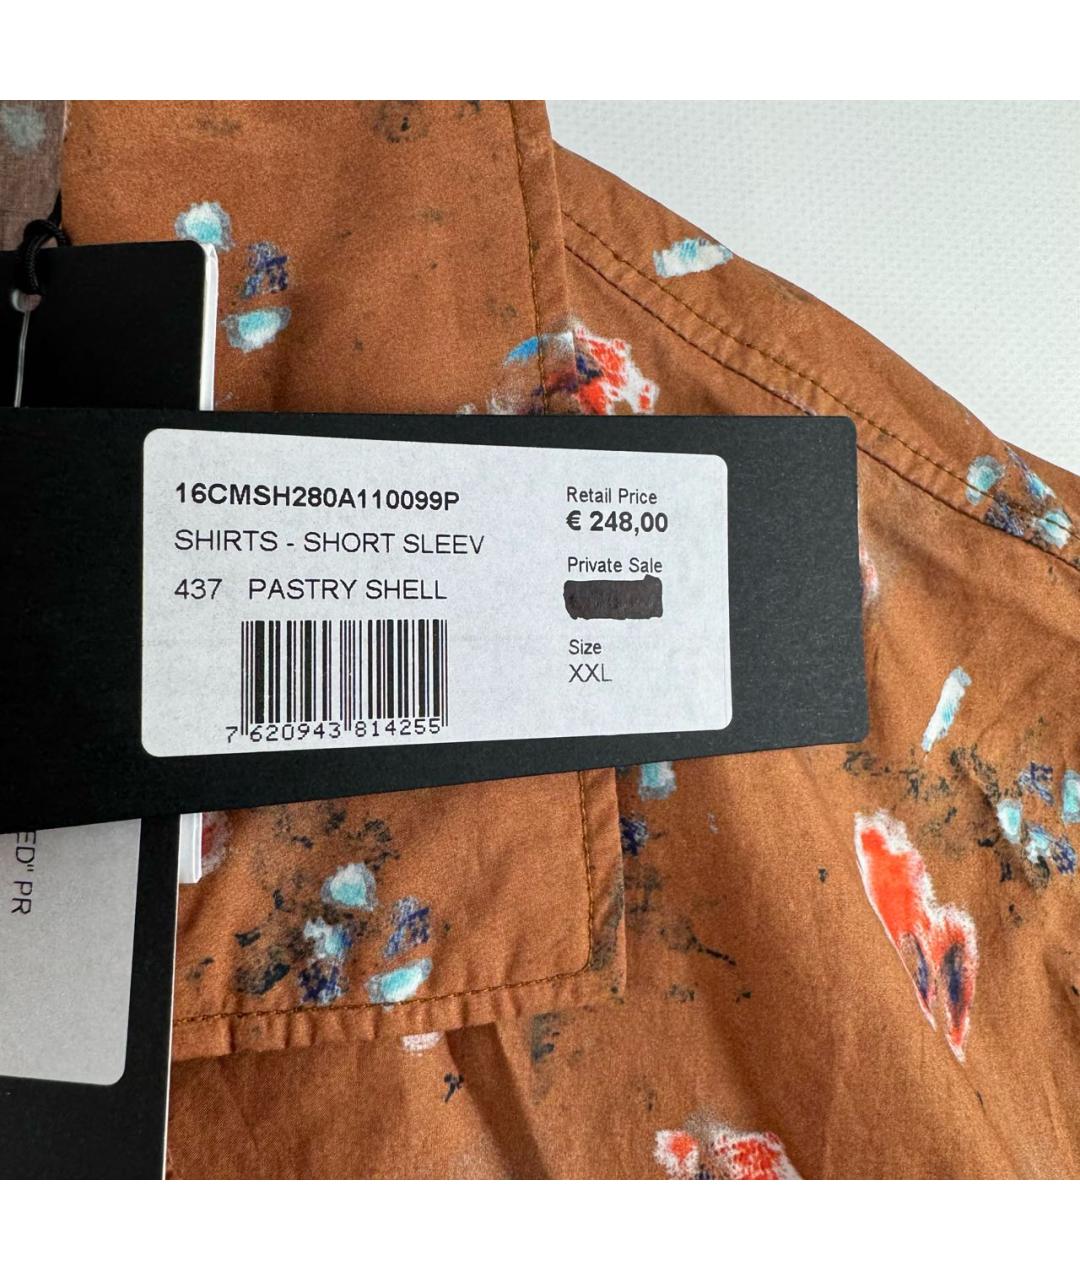 16CMSH280A110099P
SHIRTS - SHORT SLEEV
437 PASTRY SHELL
7 620943 814255
Retail Price
€ 248,00
Private Sale
Size
XXL
ED" PR